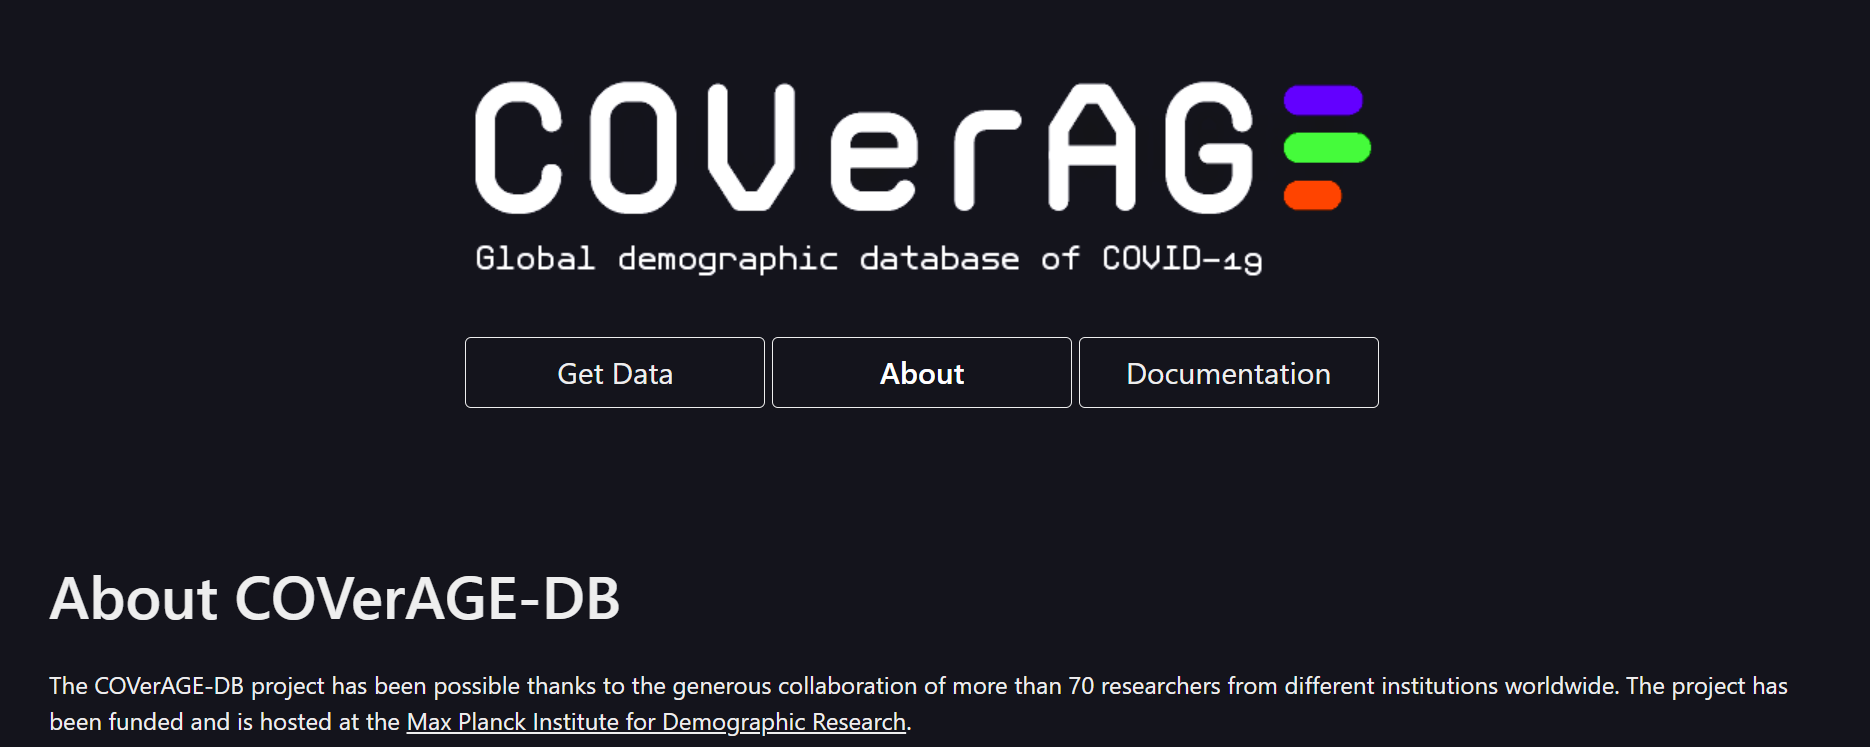 COVerAGE
Global demographic database of COVID-19
Get Data
About
Documentation
About COVerAGE-DB
The COVerAGE-DB project has been possible thanks to the generous collaboration of more than 70 researchers from different institutions worldwide. The project has
been funded and is hosted at the Max Planck Institute for Demographic Research.